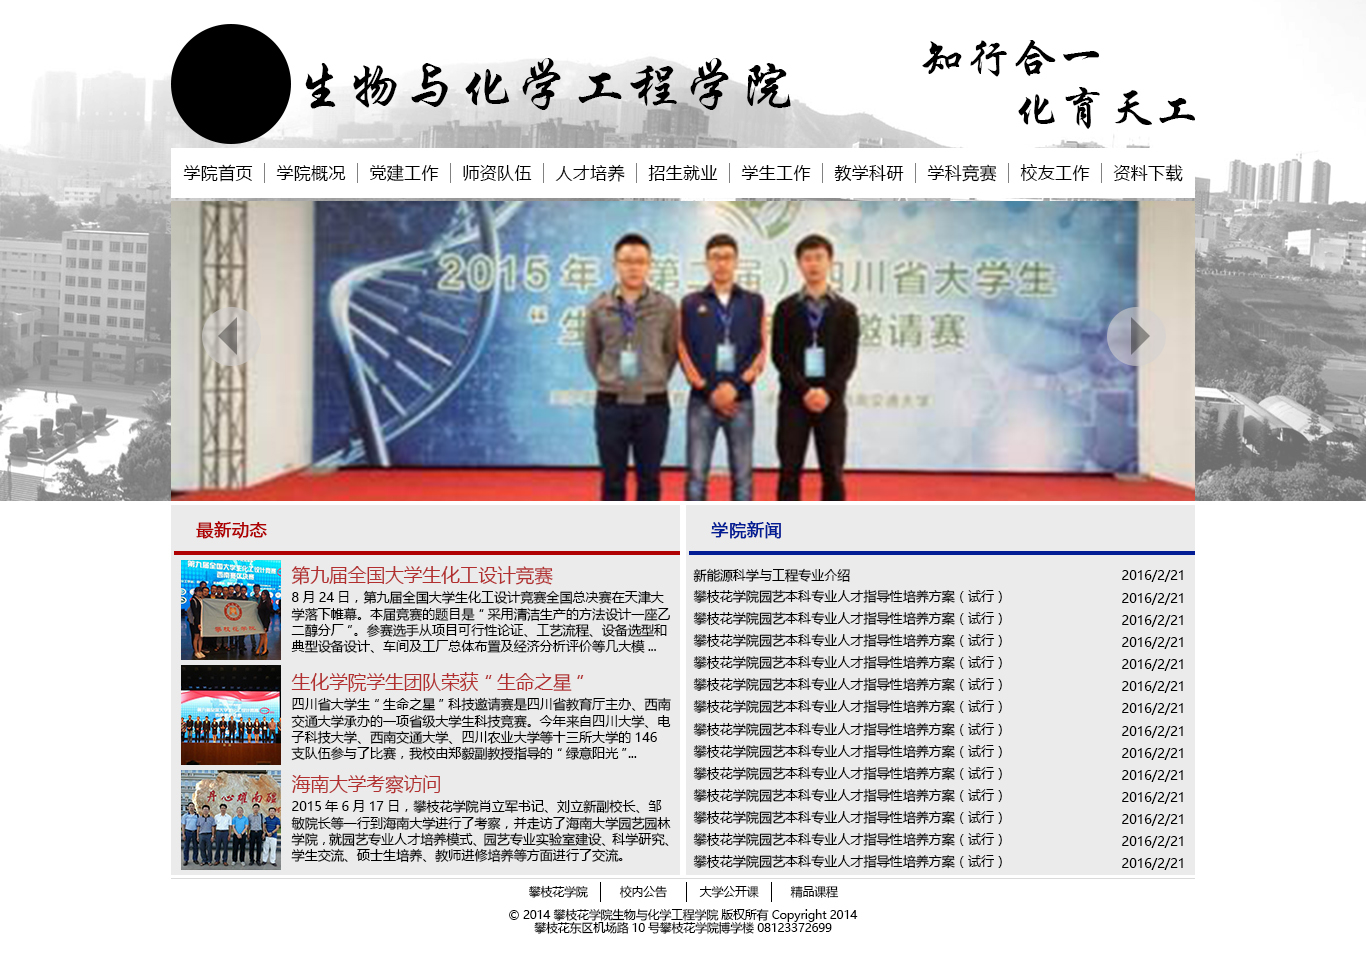 生物与化学工程学院
知行合一
化育天工
学院首页 学院概况 党建工作 师资队伍 人才培养 招生就业 学生工作 教学科研 学科竞赛 校友工作 资料下载
2015年（第二届）四川省大学生
邀请赛
最新动态
第九届全国大学生化工设计竞赛
8 月 24 日，第九届全国大学生化工设计竞赛全国总决赛在天津大
学落下帷幕。本届竞赛的题目是 “ 采用清洁生产的方法设计一座乙
二醇分厂 ”。参赛选手从项目可行性论证、工艺流程、设备选型和
典型设备设计、车间及工厂总体布置及经济分析评价等几大模 ...
生化学院学生团队荣获 “ 生命之星 ”
四川省大学生 “ 生命之星 ” 科技邀请赛是四川省教育厅主办、西南
交通大学承办的一项省级大学生科技竞赛。今年来自四川大学、电
子科技大学、西南交通大学、四川农业大学等十三所大学的 146
支队伍参与了比赛，我校由郑毅副教授指导的 “ 绿意阳光 ”...
海南大学考察访问
2015 年 6 月 17 日，攀枝花学院肖立军书记、刘立新副校长、邹
敏院长等一行到海南大学进行了考察，并走访了海南大学园艺园林
学院，就园艺专业人才培养模式、园艺专业实验室建设、科学研究、
学生交流、硕士生培养、教师进修培养等方面进行了交流。
学院新闻
新能源科学与工程专业介绍 2016/2/21
攀枝花学院园艺本科专业人才指导性培养方案（试行） 2016/2/21
攀枝花学院园艺本科专业人才指导性培养方案（试行） 2016/2/21
攀枝花学院园艺本科专业人才指导性培养方案（试行） 2016/2/21
攀枝花学院园艺本科专业人才指导性培养方案（试行） 2016/2/21
攀枝花学院园艺本科专业人才指导性培养方案（试行） 2016/2/21
攀枝花学院园艺本科专业人才指导性培养方案（试行） 2016/2/21
攀枝花学院园艺本科专业人才指导性培养方案（试行） 2016/2/21
攀枝花学院园艺本科专业人才指导性培养方案（试行） 2016/2/21
攀枝花学院园艺本科专业人才指导性培养方案（试行） 2016/2/21
攀枝花学院园艺本科专业人才指导性培养方案（试行） 2016/2/21
攀枝花学院园艺本科专业人才指导性培养方案（试行） 2016/2/21
攀枝花学院园艺本科专业人才指导性培养方案（试行） 2016/2/21
攀枝花学院园艺本科专业人才指导性培养方案（试行） 2016/2/21
攀枝花学院 校内公告 大学公开课 精品课程
© 2014 攀枝花学院生物与化学工程学院 版权所有 Copyright 2014
攀枝花东区机场路 10 号攀枝花学院博学楼 08123372699